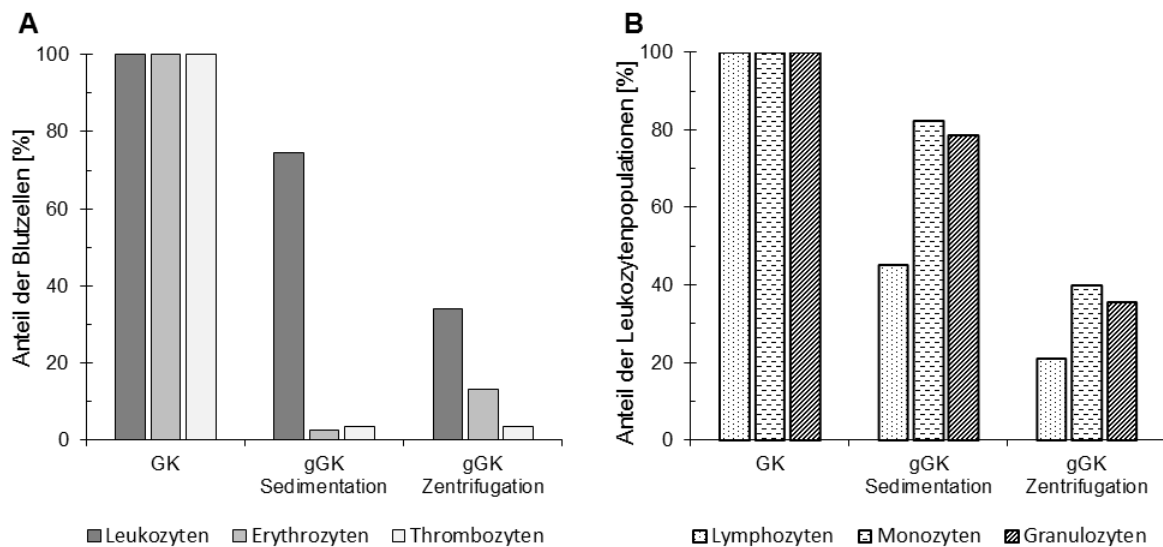 A
Anteil der Blutzellen [%]
100
80
60
40
20
0
GK
gGK
Sedimentation
gGK
Zentrifugation
Leukozyten Erythrozyten Thrombozyten
B
Anteil der Leukozytenpopulationen [%]
100
80
60
40
20
0
GK
gGK
Sedimentation
gGK
Zentrifugation
Lymphozyten Monozyten Granulozyten